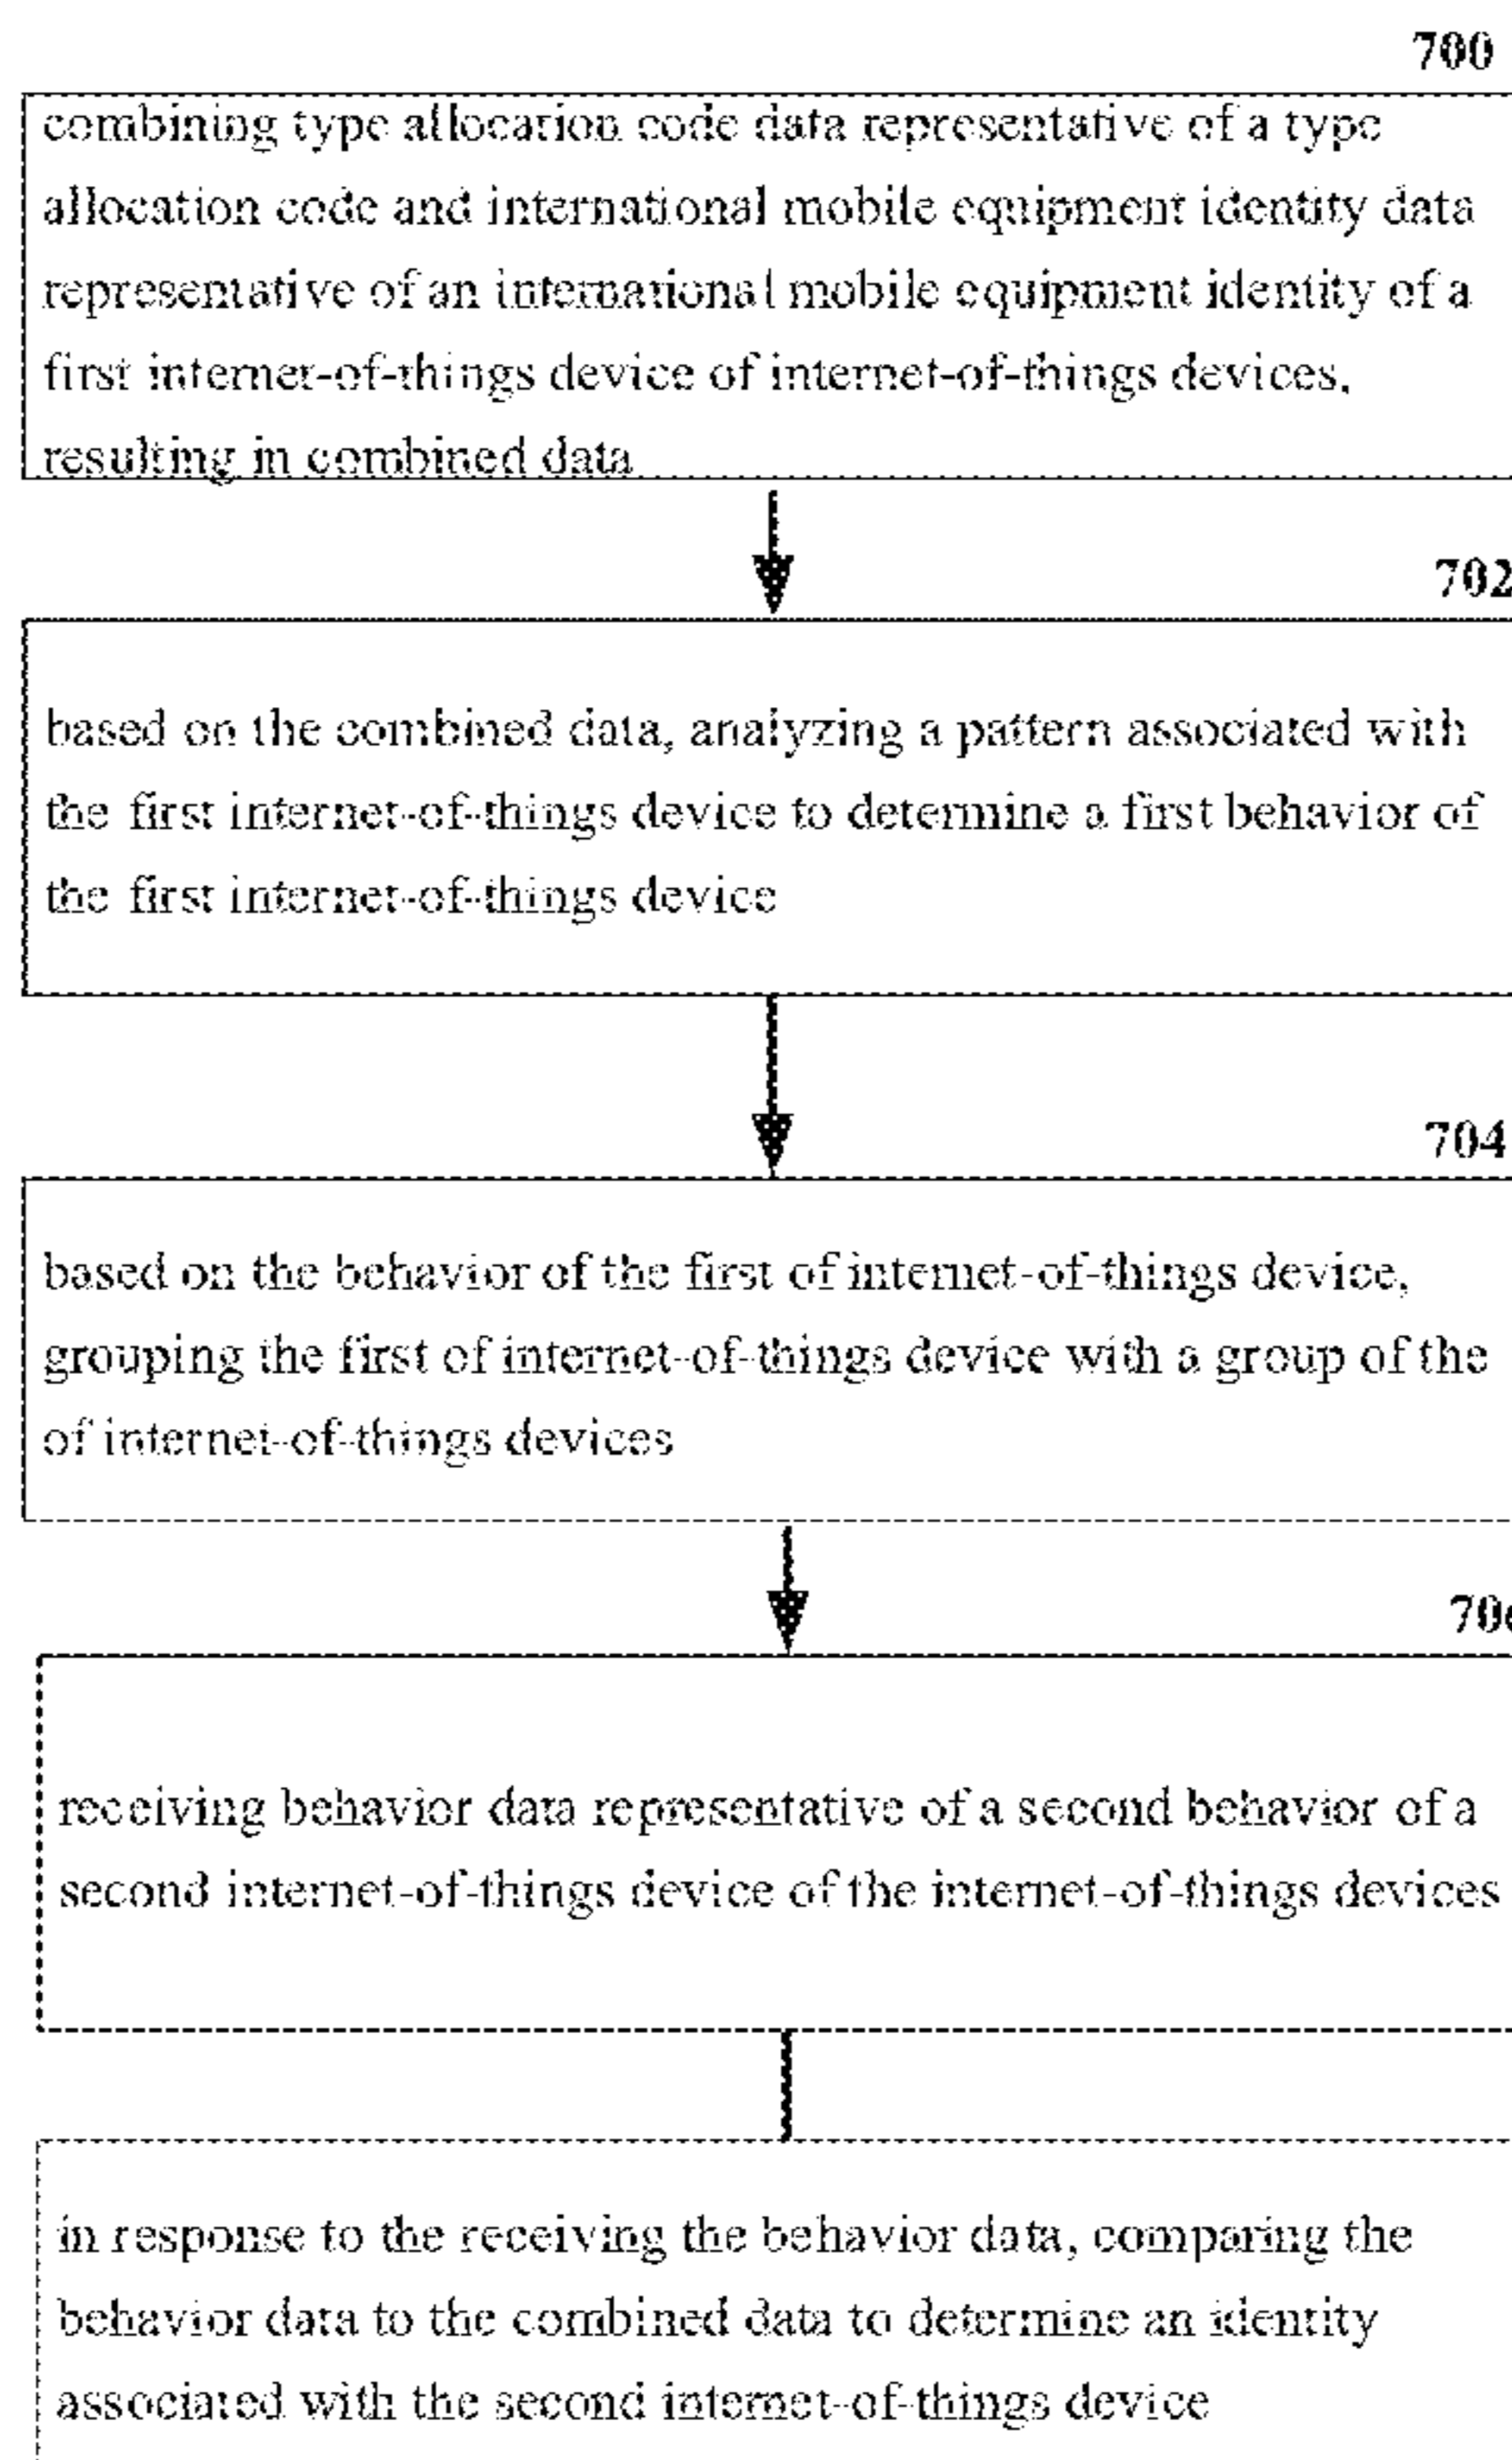 700
combining type allocation code data representative of a type
allocation code and international mobile equipment identity data
representative of an international mobile equipment identity of a
first internet-of-things device of internet-of-things devices,
resulting in combined data
702
based on the combined data, analyzing a pattern associated with
the first internet-of-things device to determine a first behavior of
the first internet-of-things device
704
based on the behavior of the first of internet-of-things device,
grouping the first of internet-of-things device with a group of the
of internet-of-things devices
706
receiving behavior data representative of a second behavior of a
second internet-of-things device of the internet-of-things devices
in response to the receiving the behavior data, comparing the
behavior data to the combined data to determine an identity
associated with the second internet-of-things device